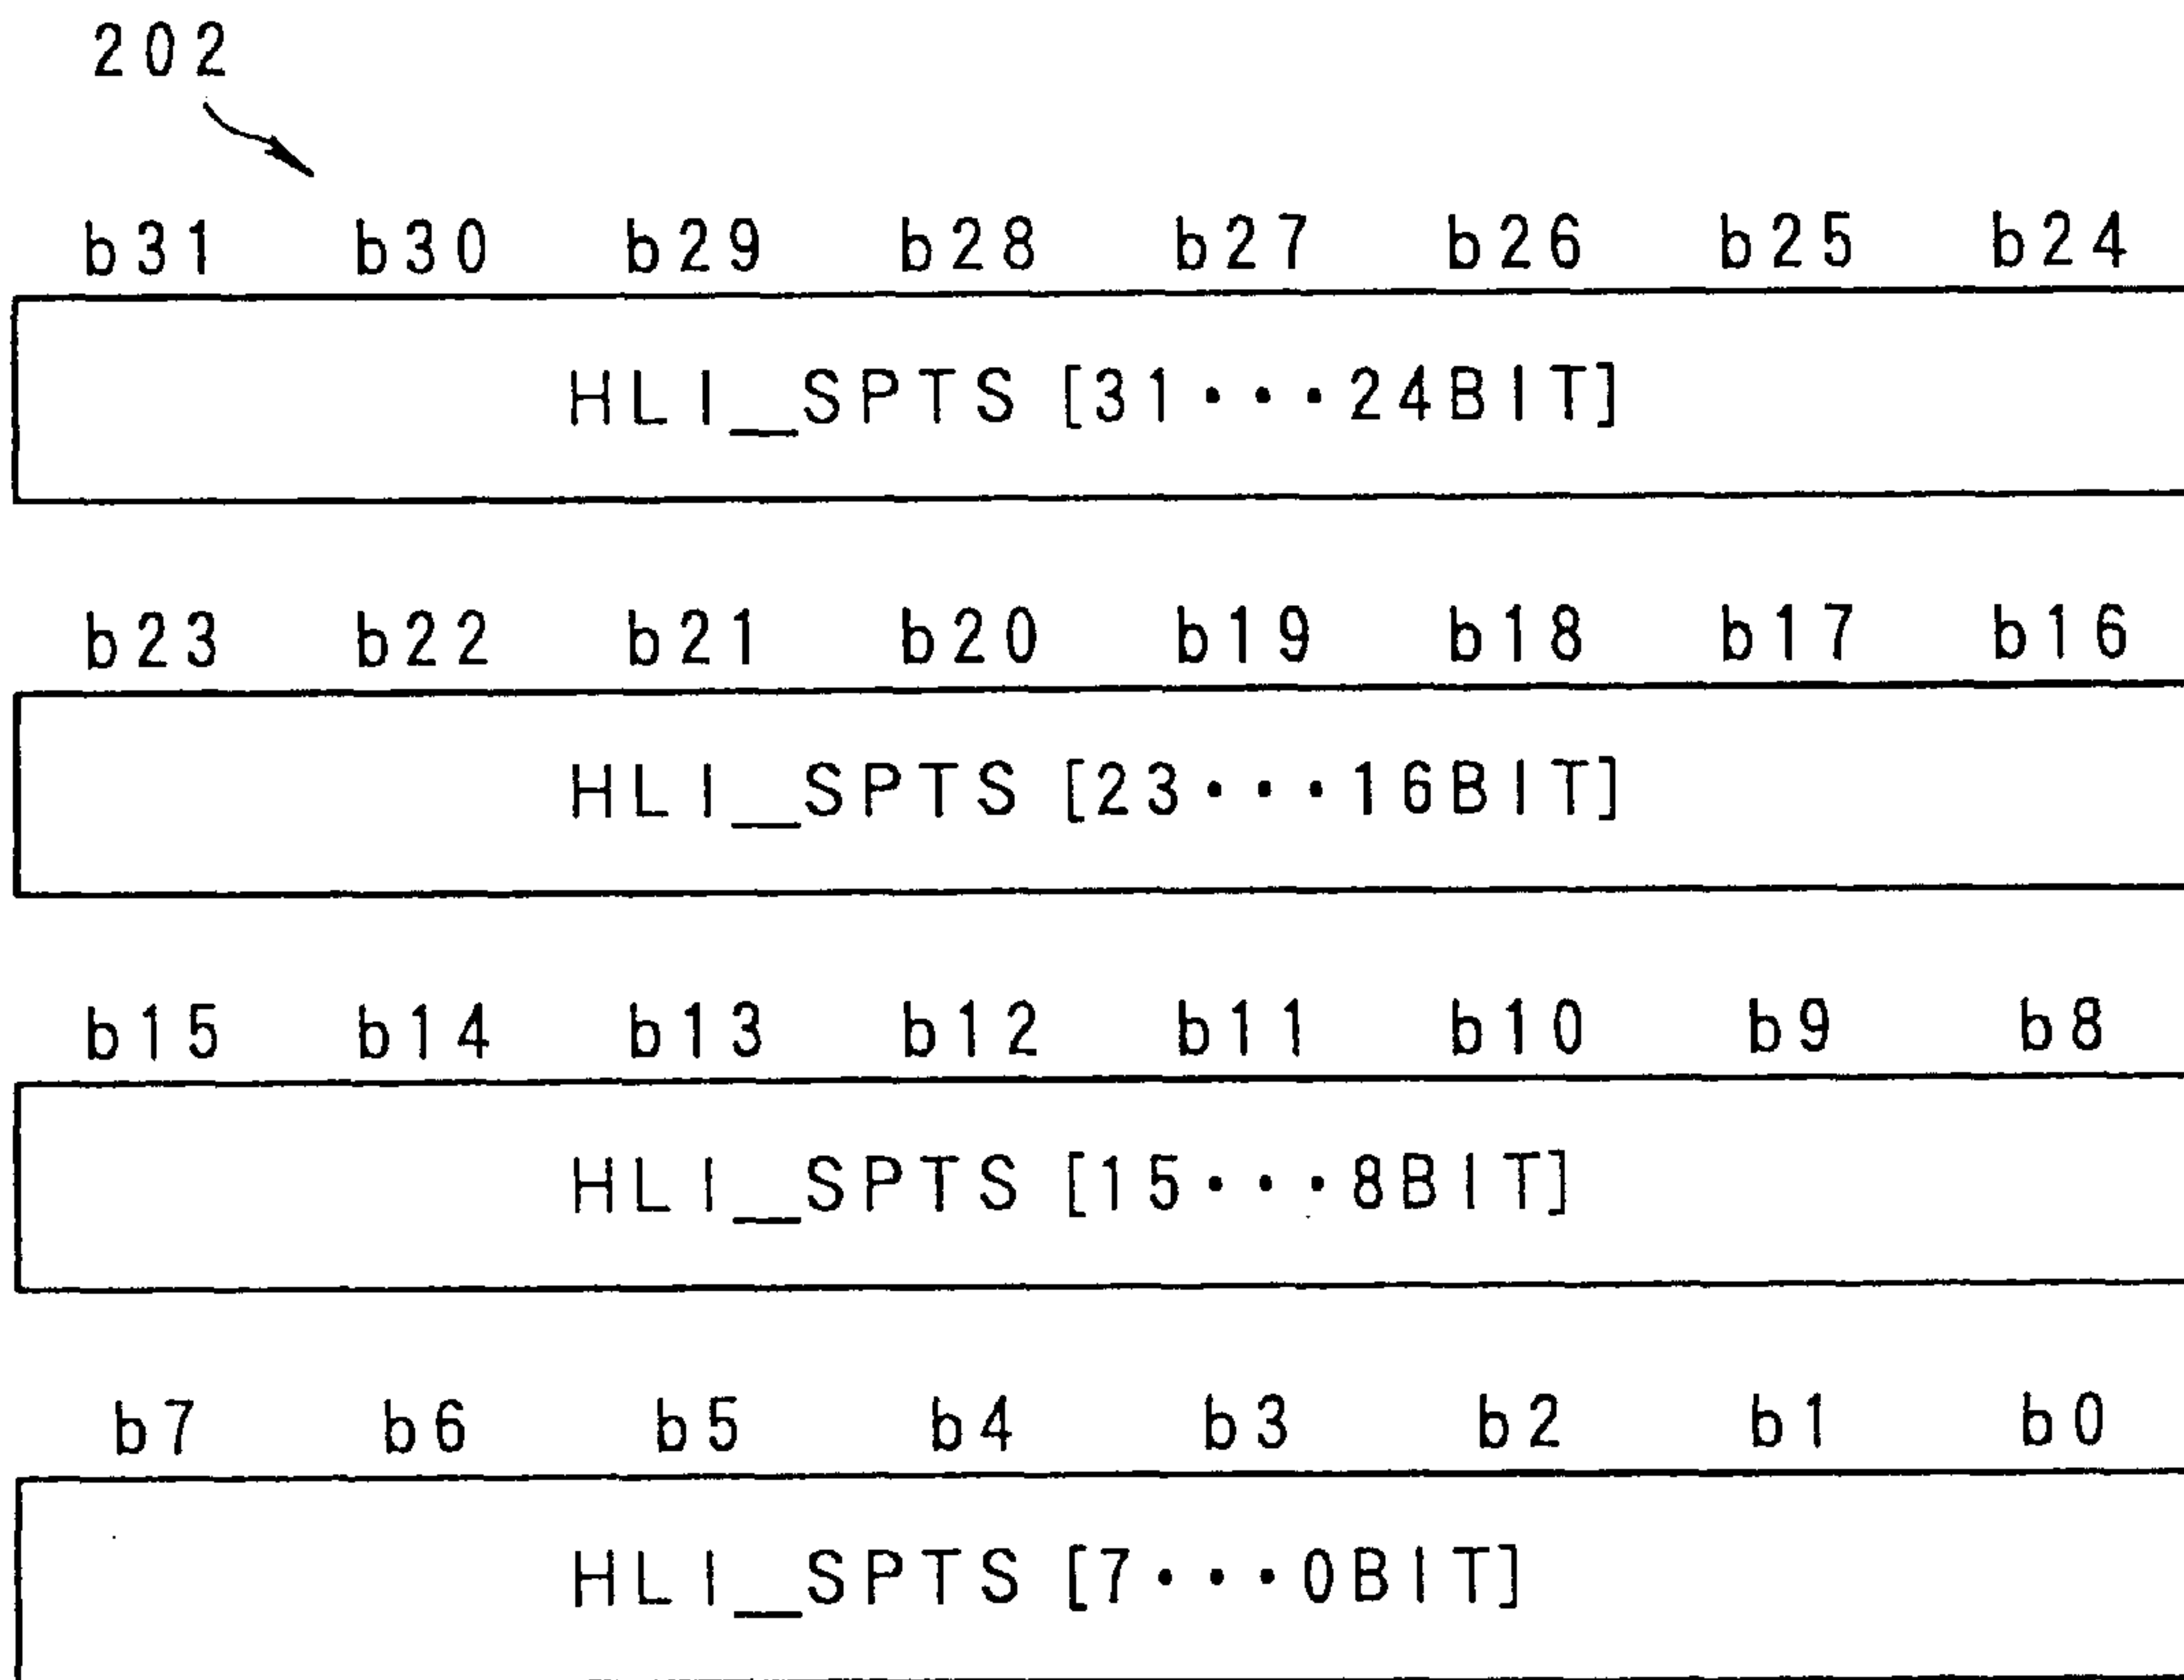 202
b31 b30 b29 b28 b27 b26 b25 b24
HLI_SPTS [31···24BIT]
b23 b22 b21 b20 b19 b18 b17 b16
HLI_SPTS [23···16BIT]
b15 b14 b13 b12 b11 b10 b9 b8
HLI_SPTS [15···8BIT]
b7 b6 b5 b4 b3 b2 b1 b0
HLI_SPTS [7···0BIT]